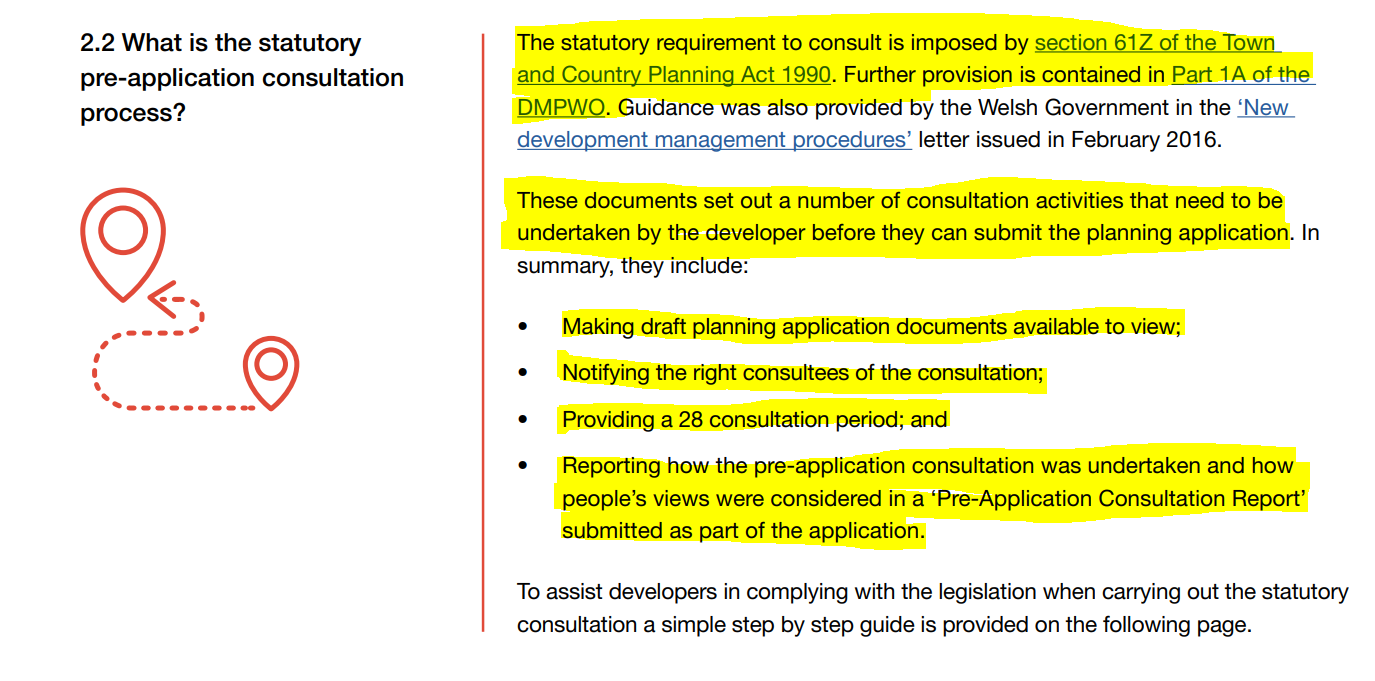 2.2 What is the statutory
pre-application consultation
process?
The statutory requirement to consult is imposed by section 61Z of the Town
and Country Planning Act 1990. Further provision is contained in Part 1A of the
DMPWO. Guidance was also provided by the Welsh Government in the ‘New
development management procedures’ letter issued in February 2016.
These documents set out a number of consultation activities that need to be
undertaken by the developer before they can submit the planning application. In
summary, they include:
• Making draft planning application documents available to view;
• Notifying the right consultees of the consultation;
• Providing a 28 consultation period; and
• Reporting how the pre-application consultation was undertaken and how
people’s views were considered in a ‘Pre-Application Consultation Report’
submitted as part of the application.
To assist developers in complying with the legislation when carrying out the statutory
consultation a simple step by step guide is provided on the following page.